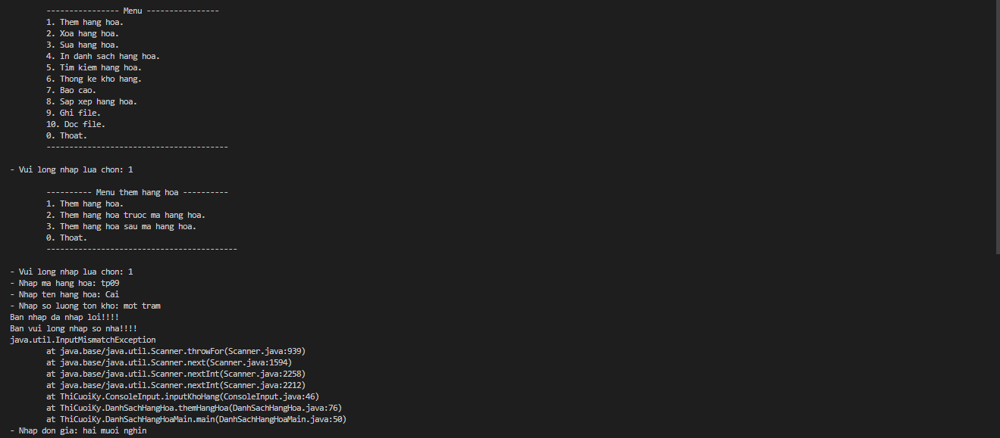 ---------------- Menu ----------------
1. Them hang hoa.
2. Xoa hang hoa.
3. Sua hang hoa.
4. In danh sach hang hoa.
5. Tim kiem hang hoa.
6. Thong ke kho hang.
7. Bao cao.
8. Sap xep hang hoa.
9. Ghi file.
10. Doc file.
0. Thoat.
----------------------------------------
- Vui long nhap lua chon: 1
---------- Menu them hang hoa ----------
1. Them hang hoa.
2. Them hang hoa truoc ma hang hoa.
3. Them hang hoa sau ma hang hoa.
0. Thoat.
------------------------------------------
- Vui long nhap lua chon: 1
- Nhap ma hang hoa: tp09
- Nhap ten hang hoa: Cai
- Nhap so luong ton kho: mot tram
Ban nhap da nhap loi!!!!
Ban vui long nhap so nha!!!!
java.util.InputMismatchException
at java.base/java.util.Scanner.throwFor(Scanner.java:939)
at java.base/java.util.Scanner.next(Scanner.java:1594)
at java.base/java.util.Scanner.nextInt(Scanner.java:2258)
at java.base/java.util.Scanner.nextInt(Scanner.java:2212)
at ThiCuoiKy.ConsoleInput.inputKhoHang(ConsoleInput.java:46)
at ThiCuoiKy.DanhSachHangHoa.themHangHoa(DanhSachHangHoa.java:76)
at ThiCuoiKy.DanhSachHangHoaMain.main(DanhSachHangHoaMain.java:50)
- Nhap don gia: hai muoi nghin